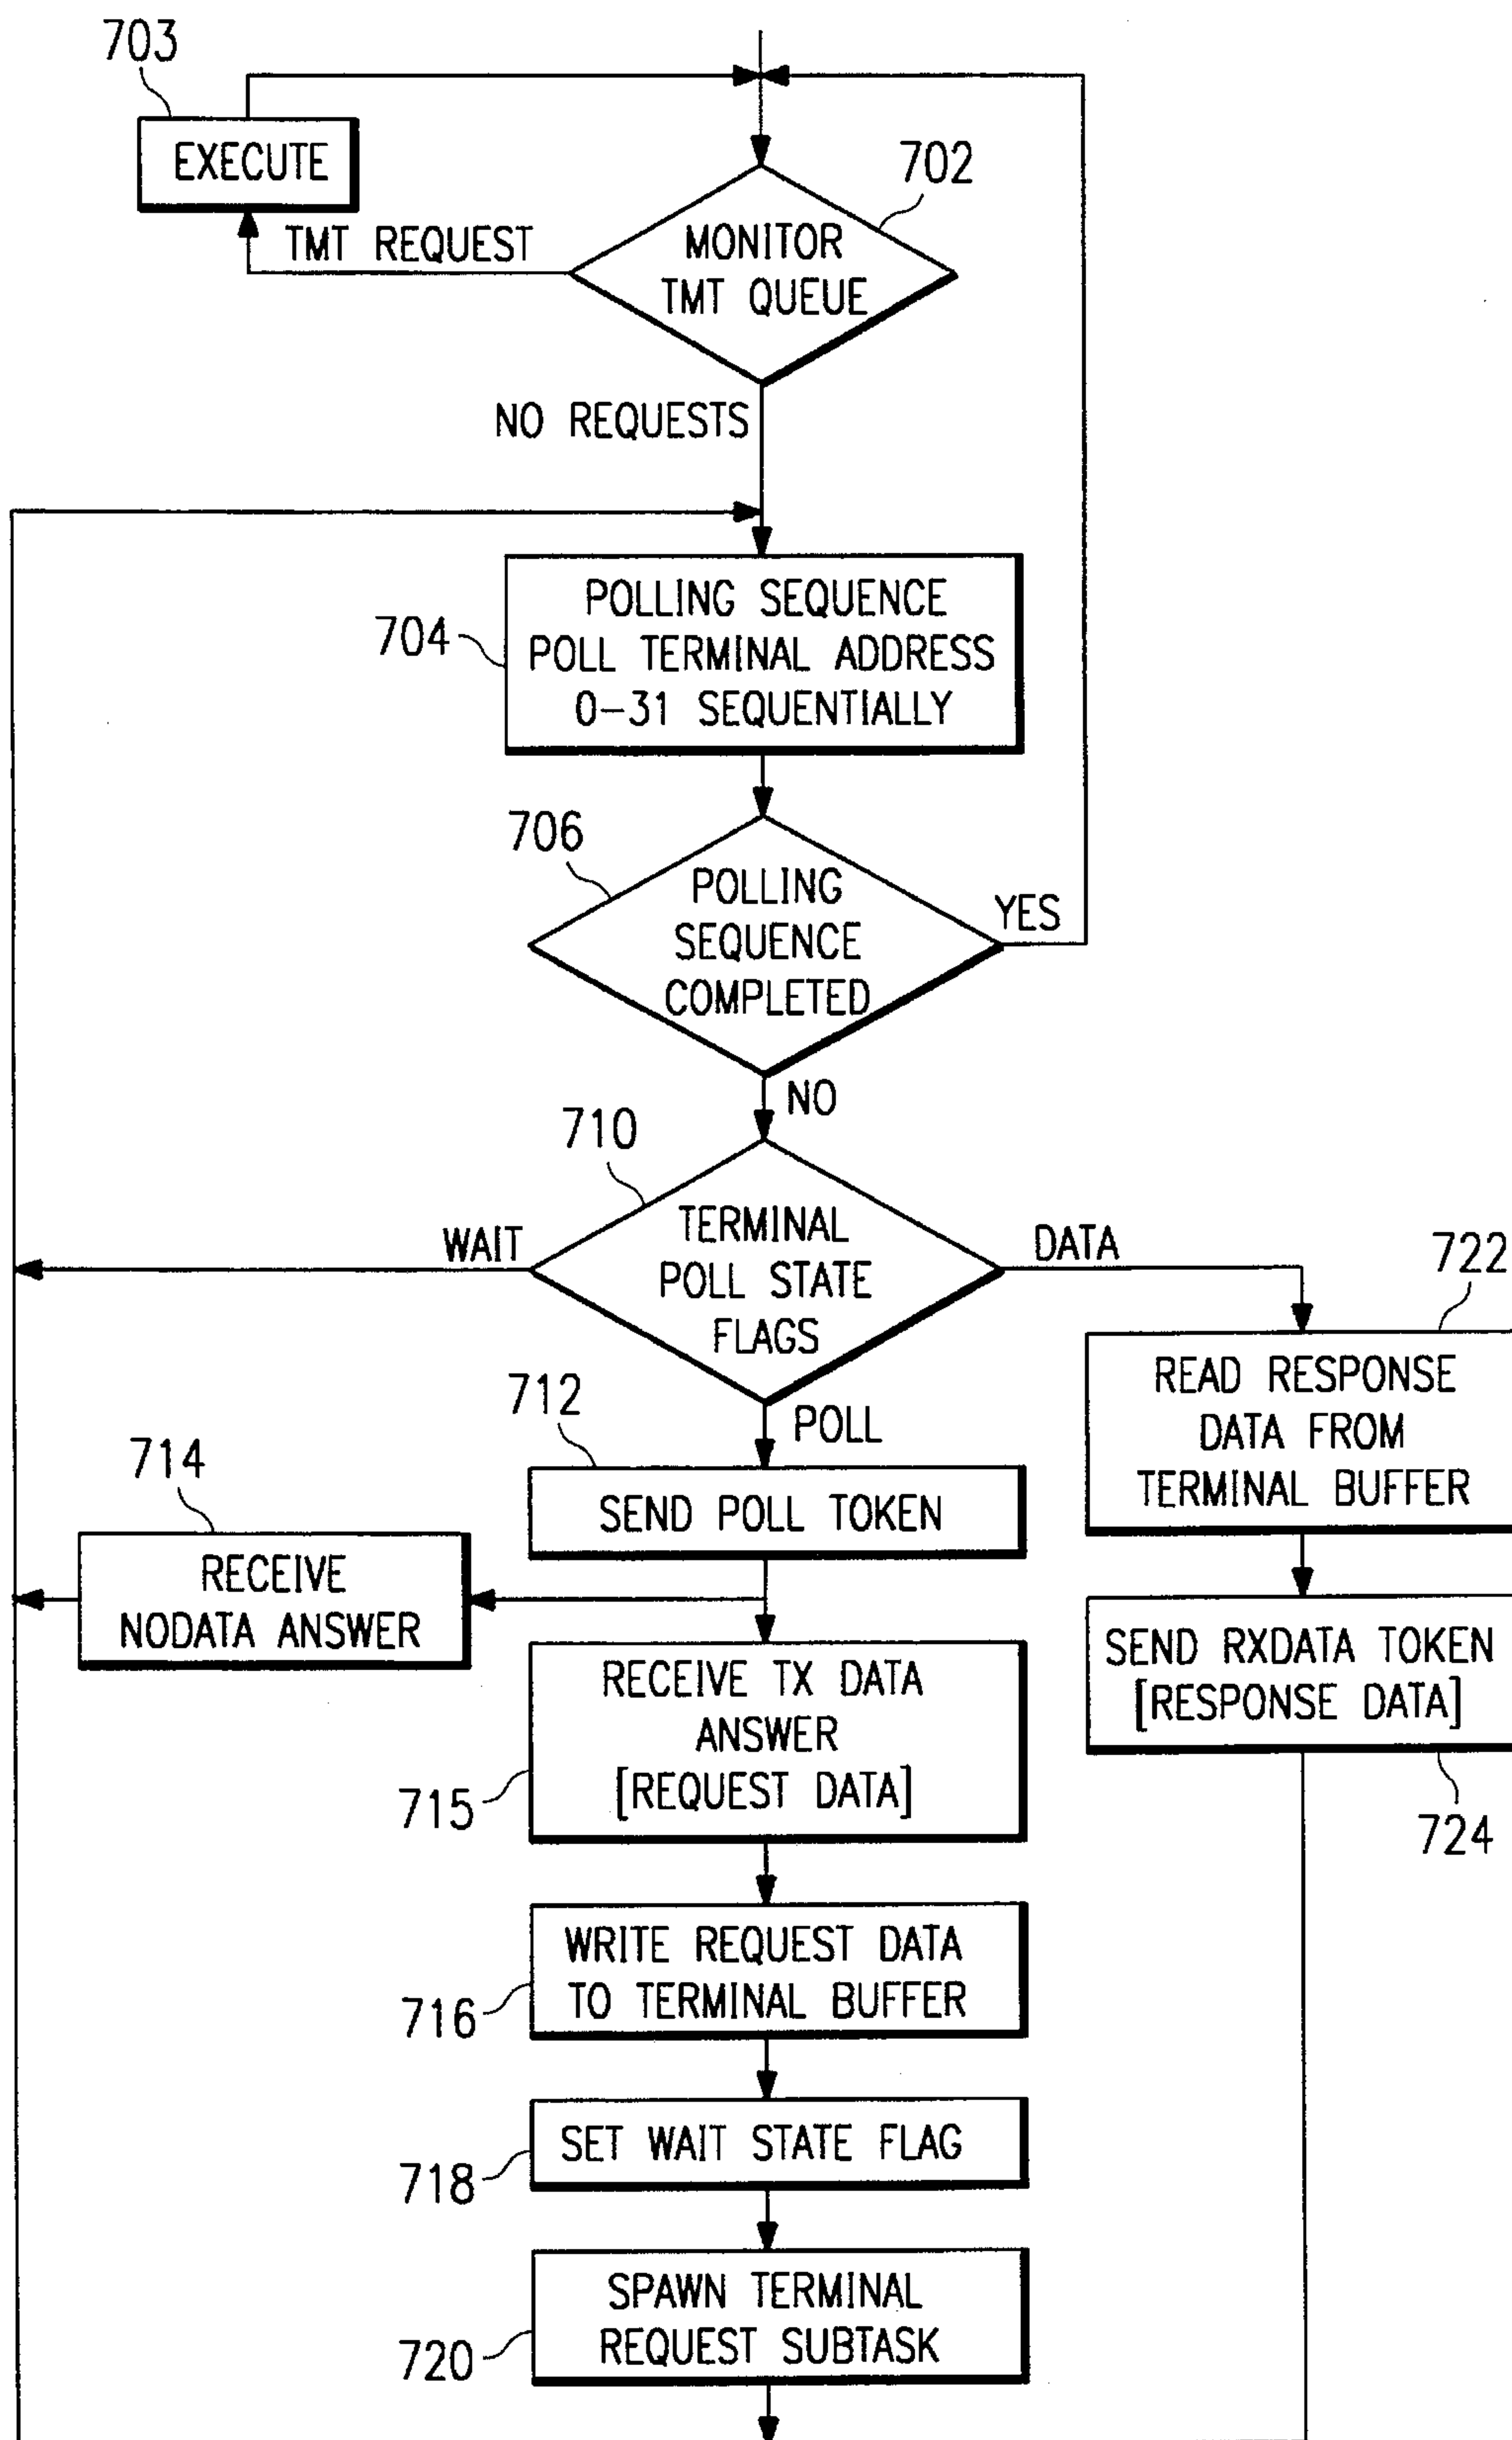 703
EXECUTE
702
TMT REQUEST
MONITOR
TMT QUEUE
NO REQUESTS
704
POLLING SEQUENCE
POLL TERMINAL ADDRESS
0-31 SEQUENTIALLY
706
POLLING
SEQUENCE
COMPLETED
YES
NO
710
WAIT
TERMINAL
POLL STATE
FLAGS
DATA
722
READ RESPONSE
DATA FROM
TERMINAL BUFFER
712
POLL
714
SEND POLL TOKEN
RECEIVE
NODATA ANSWER
SEND RXDATA TOKEN
[RESPONSE DATA]
724
RECEIVE TX DATA
ANSWER
[REQUEST DATA]
715
WRITE REQUEST DATA
TO TERMINAL BUFFER
716
SET WAIT STATE FLAG
718
SPAWN TERMINAL
REQUEST SUBTASK
720